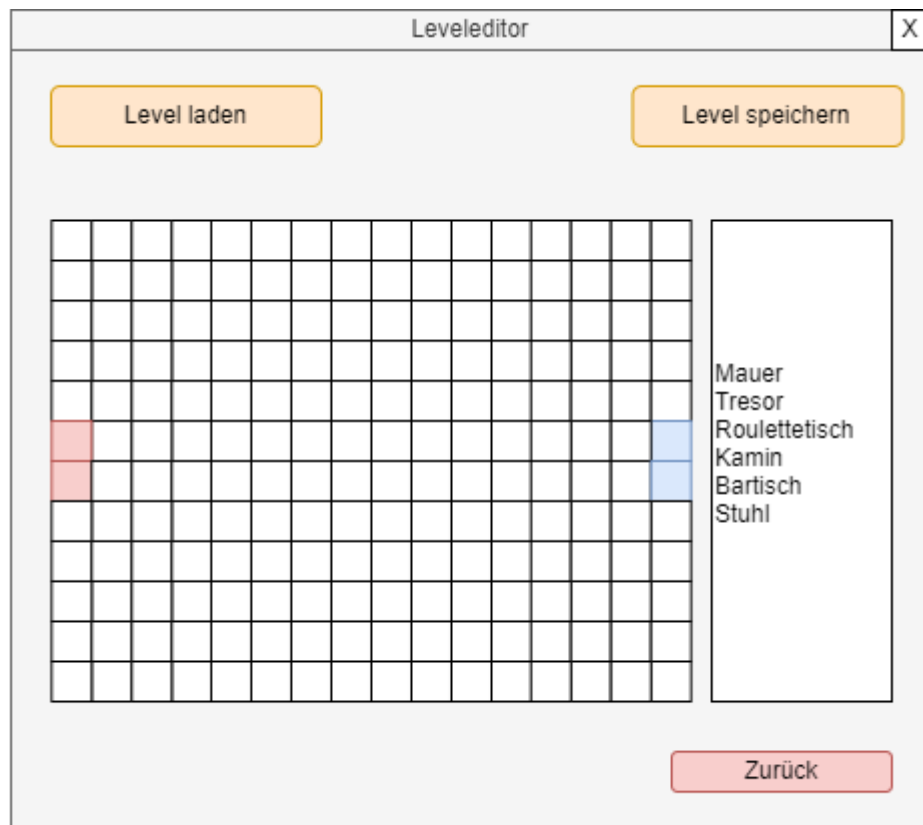 Leveleditor
X
Level laden
Level speichern
Mauer
Tresor
Roulettetisch
Kamin
Bartisch
Stuhl
Zurück